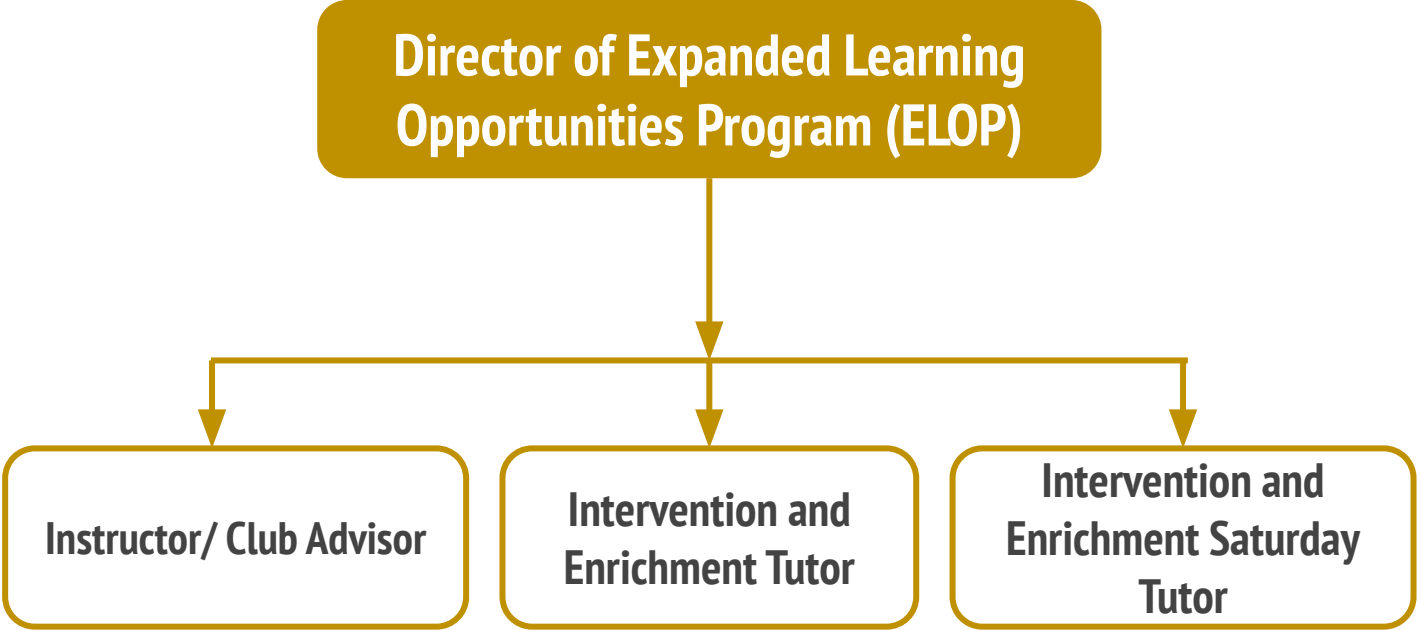 Director of Expanded Learning
Opportunities Program (ELOP)
Instructor/ Club Advisor
Intervention and
Enrichment Tutor
Intervention and
Enrichment Saturday
Tutor